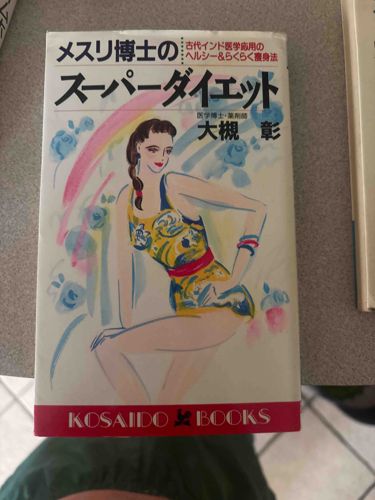 メスリ博士の
古代インド医学応用の
ヘルシー&らくらく痩身法
スーパーダイエット
医学博士・薬剤師
大槻 彰
KOSAIDO BOOKS